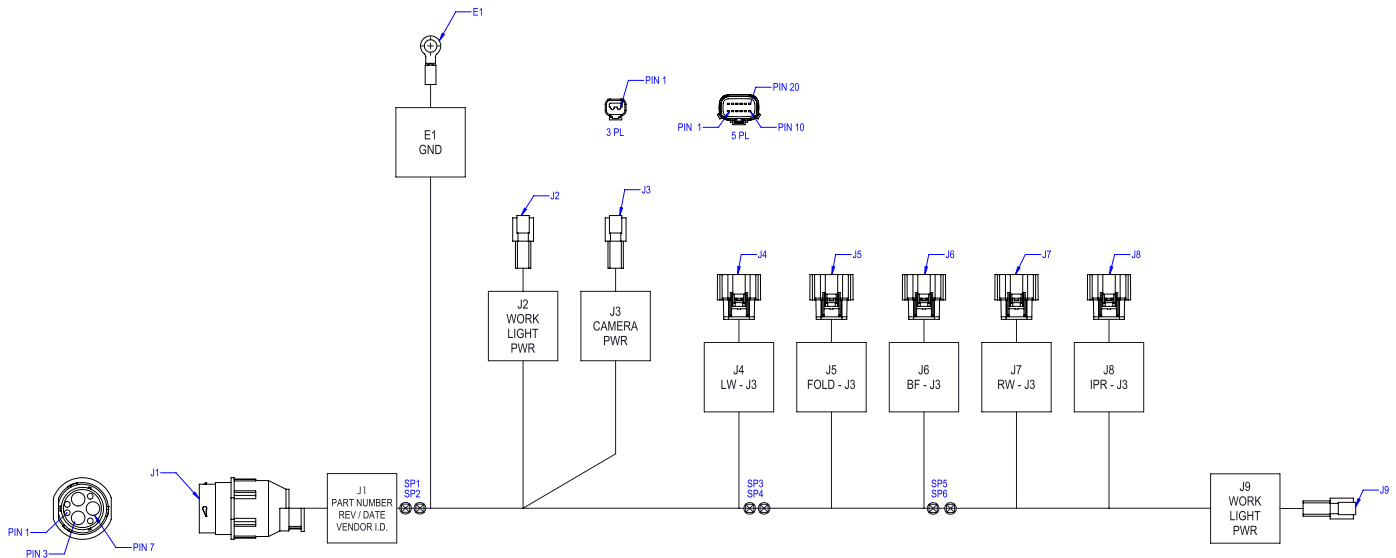 E1
PIN 1
PIN 20
PIN 1
PIN 10
3 PL
5 PL
E1
GND
J2
J3
J4
J5
J6
J7
J8
J2
WORK
LIGHT
PWR
J3
CAMERA
PWR
J4
LW - J3
J5
FOLD - J3
J6
BF - J3
J7
RW - J3
J8
IPR - J3
J1
PIN 1
PIN 3
PIN 7
J1
PART NUMBER
REV / DATE
VENDOR I.D.
SP1
SP2
SP3
SP4
SP5
SP6
J9
WORK
LIGHT
PWR
J9